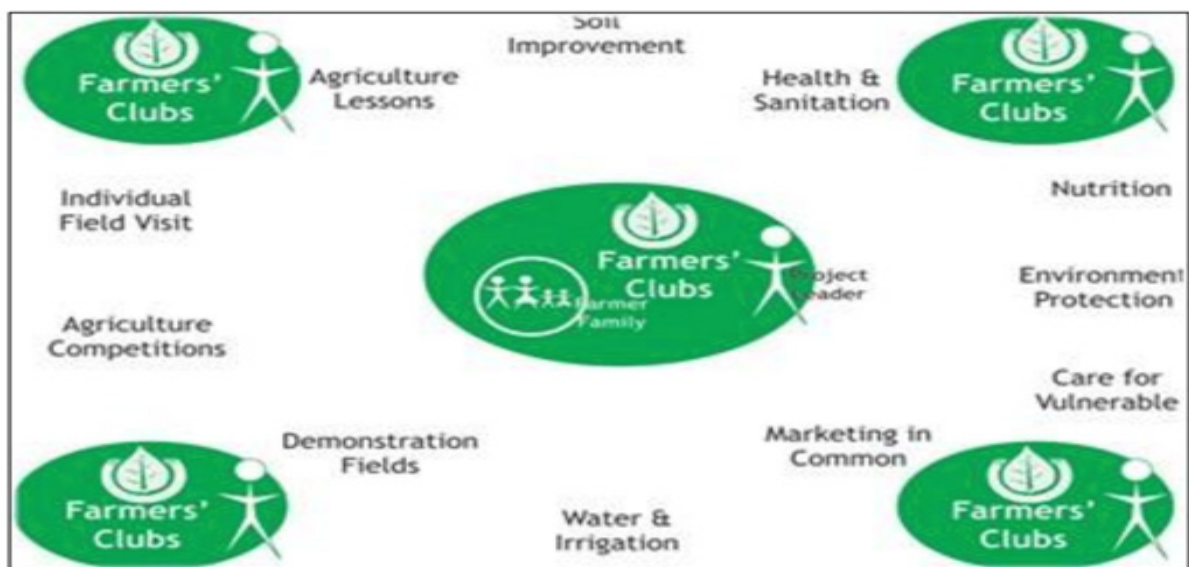 Farmers'
Clubs
Agriculture
Lessons
Soil
Improvement
Health &
Sanitation
Farmers'
Clubs
Individual
Field Visit
Nutrition
Farmers'
Clubs
Farmer
Family
Project
Leader
Environment
Protection
Agriculture
Competitions
Care for
Vulnerable
Demonstration
Fields
Marketing in
Common
Farmers'
Clubs
Water &
Irrigation
Farmers'
Clubs